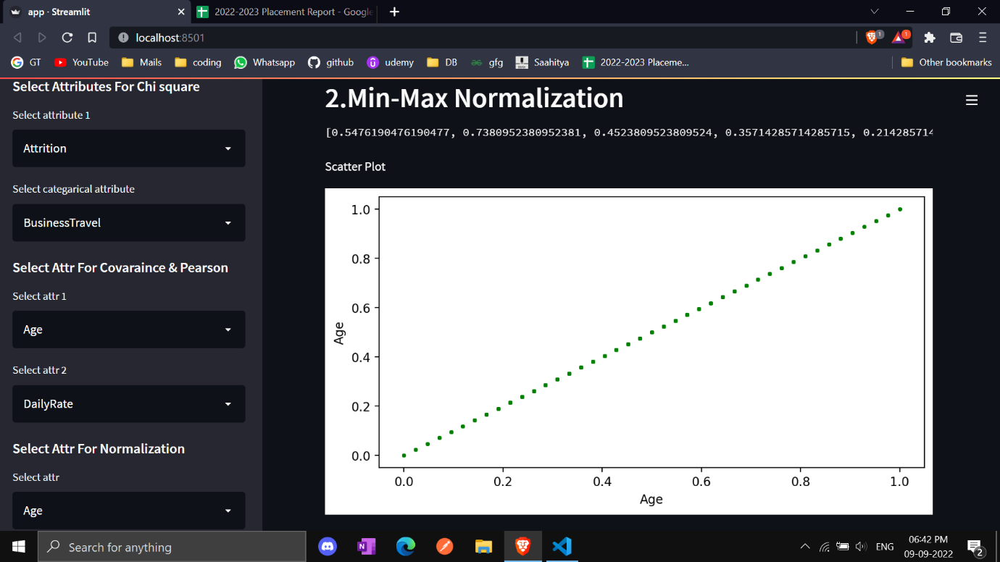 app · Streamlit
2022-2023 Placement Report - Google
localhost:8501
1
1
GT
YouTube
Mails
coding
Whatsapp
github
udemy
DB
gfg
Saahitya
2022-2023 Placeme...
Other bookmarks
Select Attributes For Chi square
Select attribute 1
Attrition
Select categarical attribute
BusinessTravel
Select Attr For Covaraince & Pearson
Select attr 1
Age
Select attr 2
DailyRate
Select Attr For Normalization
Select attr
Age
2.Min-Max Normalization
[0.5476190476190477, 0.7380952380952381, 0.4523809523809524, 0.35714285714285715, 0.214285714
Scatter Plot
1.0
0.8
0.6
0.4
0.2
0.0
Age
0.0 0.2 0.4 0.6 0.8 1.0
Age
Search for anything
N
ENG
06:42 PM
09-09-2022
2